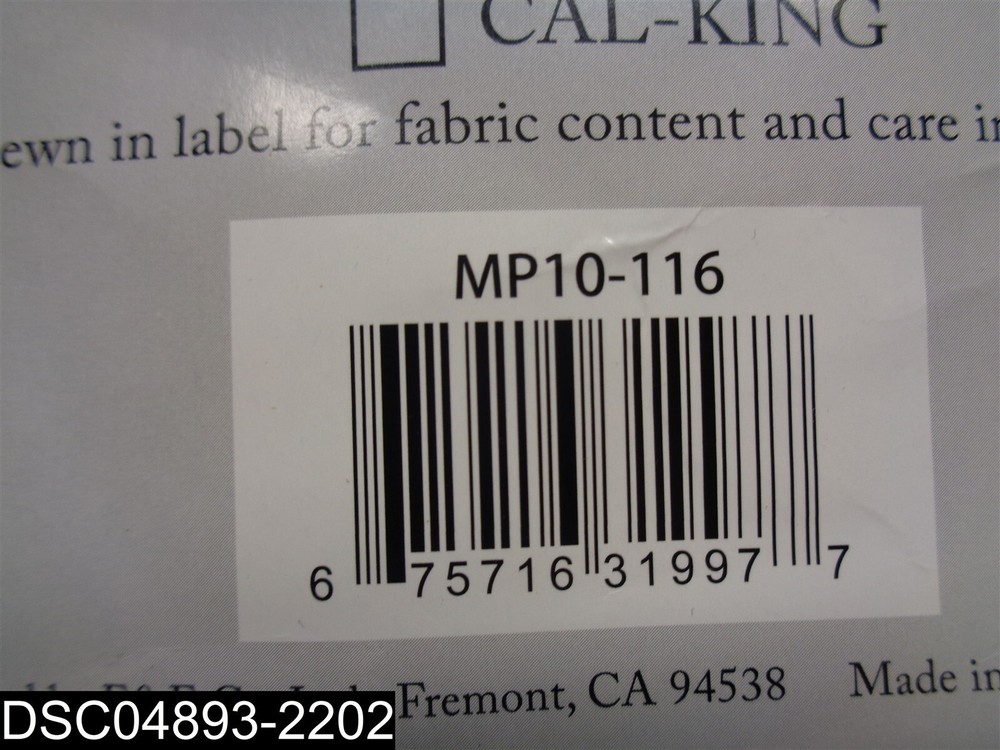 CAL-KING
ewn in label for fabric content and care in
MP10-116
6 75716 31997 7
Fremont, CA 94538 Made in
DSC04893-2202